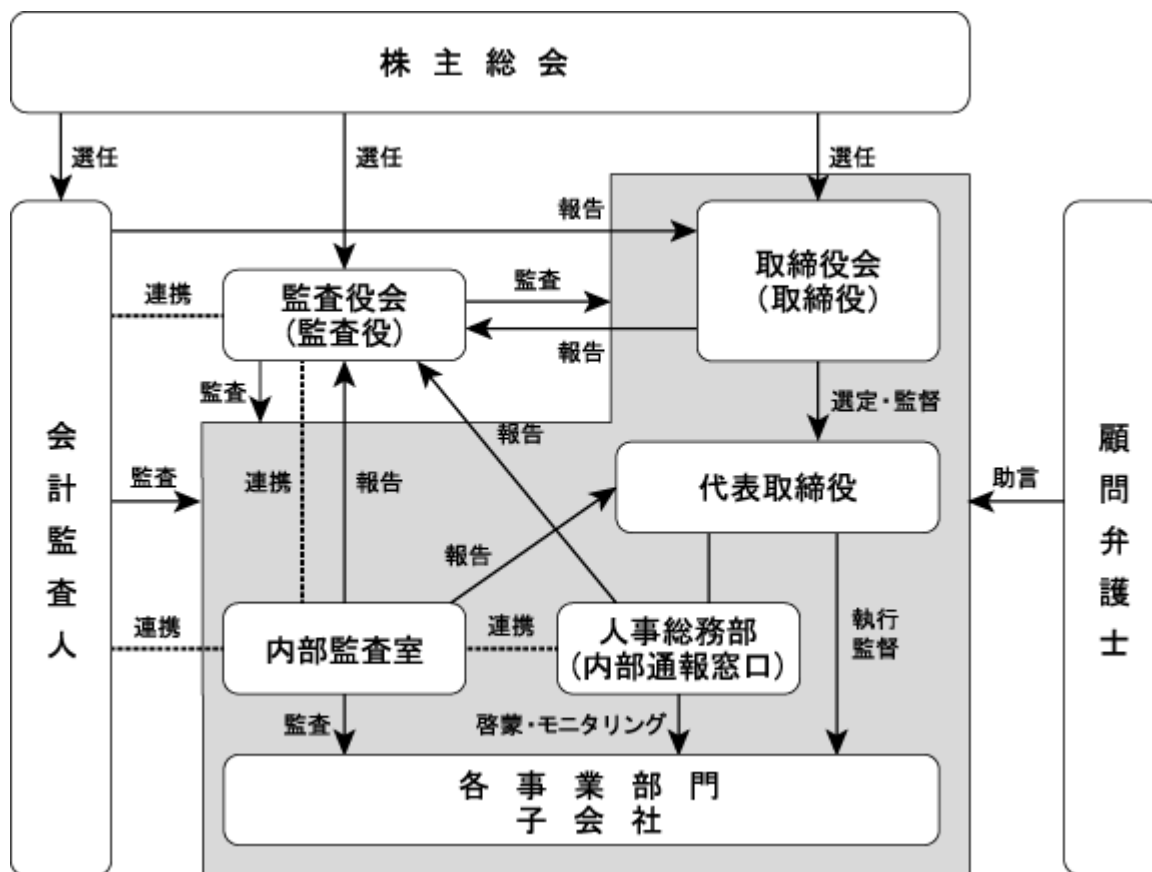 株主総会
選任
選任
選任
報告
取締役会
(取締役)
連携
監査役会
(監査役)
監査
報告
監査
選定・監督
報告
会計監査人
監査
連携
報告
代表取締役
助言
顧問弁護士
報告
連携
内部監査室
連携
人事総務部
(内部通報窓口)
執行
監督
監査
啓蒙・モニタリング
各事業部門
子会社